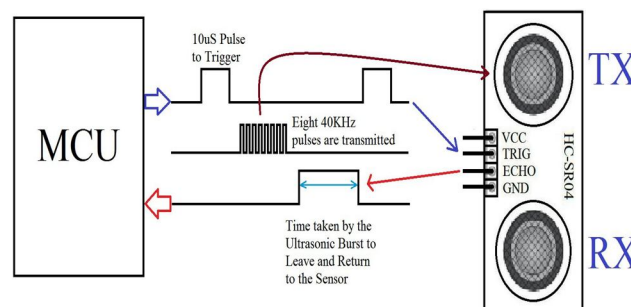 MCU
10uS Pulse
to Trigger
Eight 40KHz
pulses are transmitted
Time taken by the
Ultrasonic Burst to
Leave and Return
to the Sensor
TX
VCC
TRIG
ECHO
GND
HC-SR04
RX